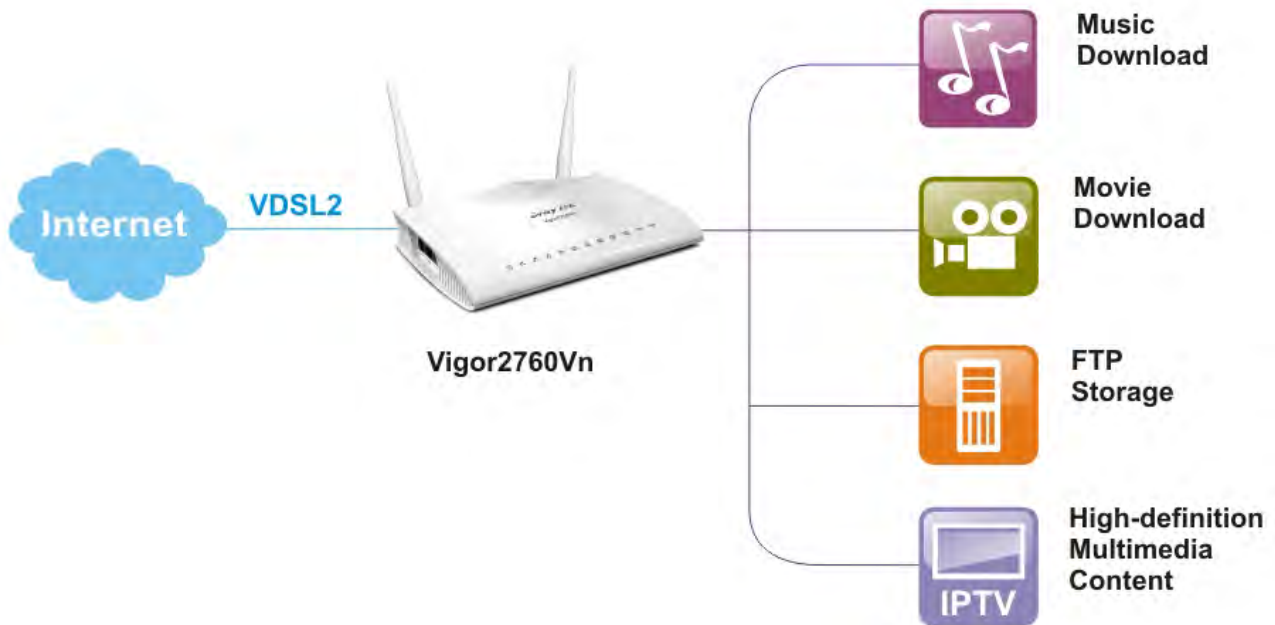 Internet
VDSL2
Vigor2760Vn
Music
Download
Movie
Download
FTP
Storage
High-definition
Multimedia
Content
IPTV